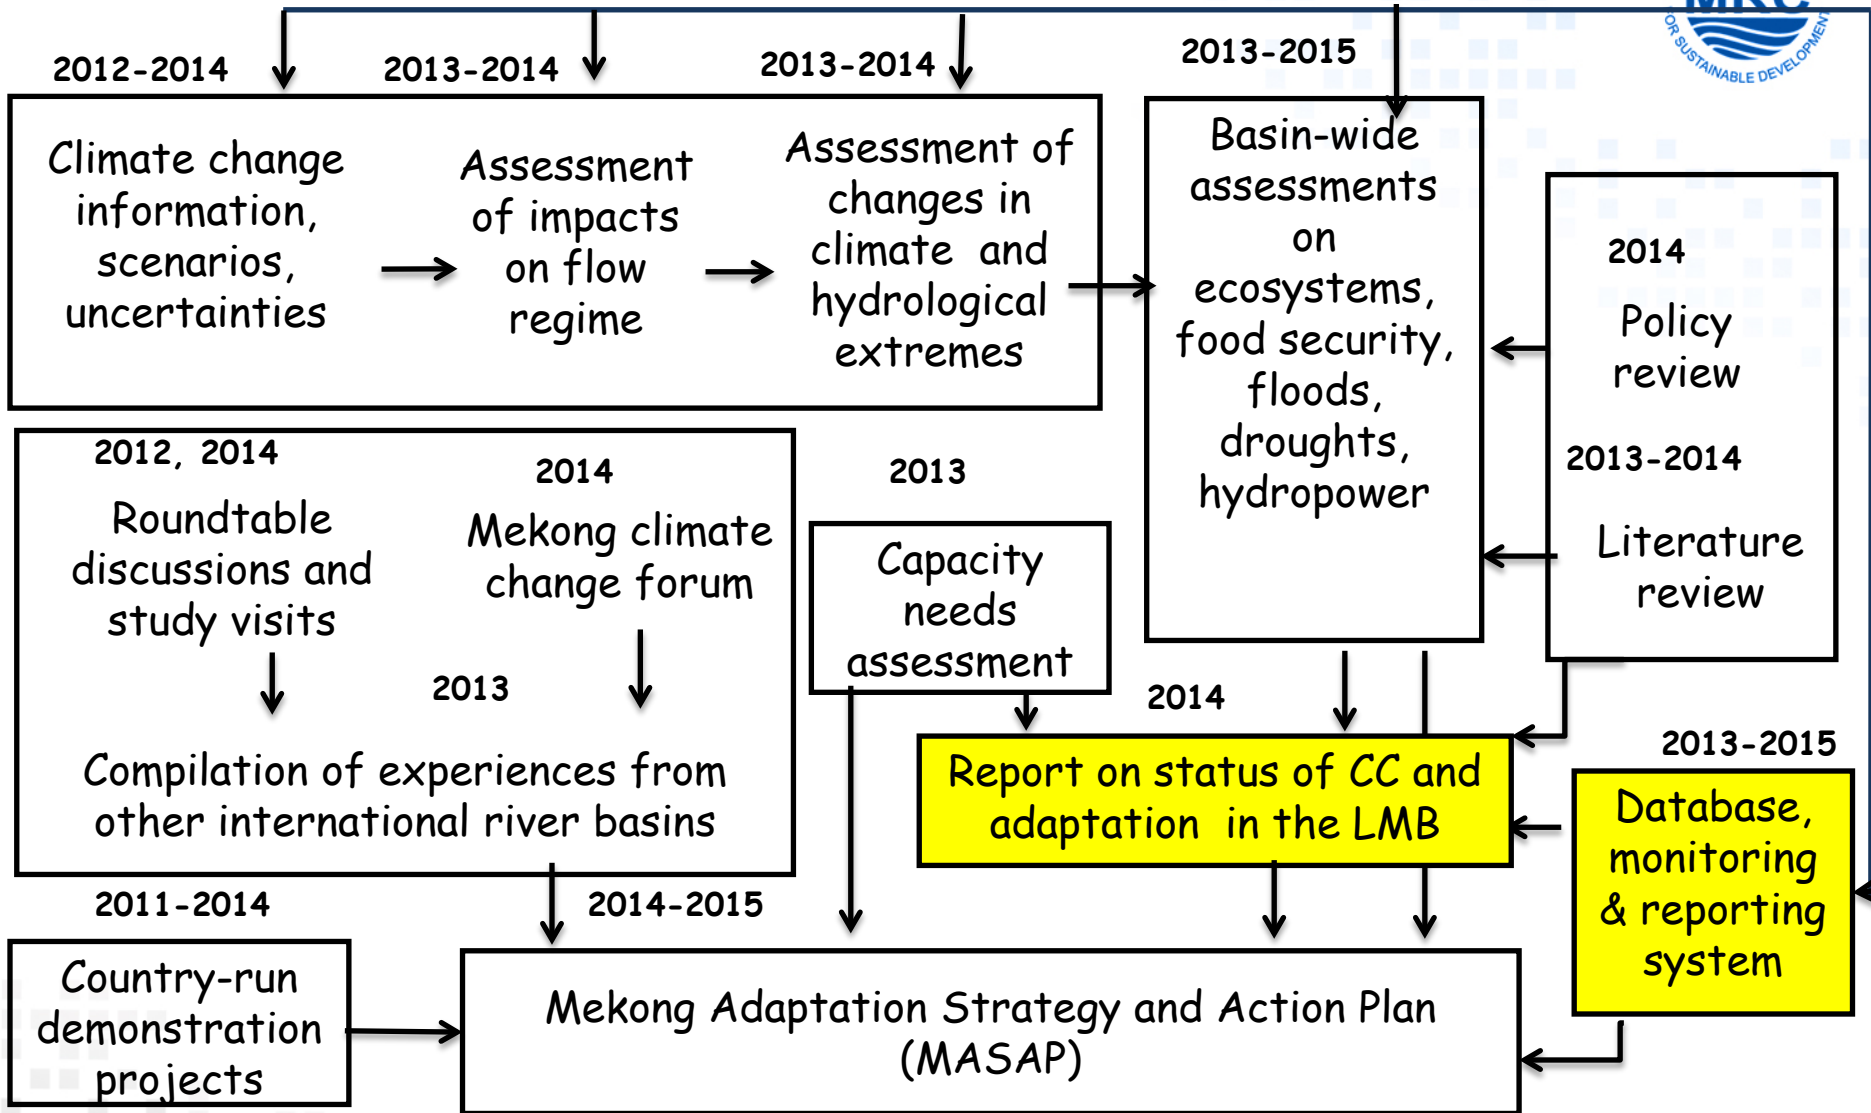 MRC
FOR SUSTAINABLE DEVELOPMENT
2012-2014
2013-2014
2013-2014
2013-2015
Climate change
information,
scenarios,
uncertainties
Assessment
of impacts
on flow
regime
Assessment of
changes in
climate and
hydrological
extremes
Basin-wide
assessments
on
ecosystems,
food security,
floods,
droughts,
hydropower
2014
Policy
review
2013-2014
Literature
review
2012, 2014
Roundtable
discussions and
study visits
2014
Mekong climate
change forum
2013
Compilation of experiences from
other international river basins
2013
Capacity
needs
assessment
2014
Report on status of CC and
adaptation in the LMB
2013-2015
Database,
monitoring
& reporting
system
2011-2014
Country-run
demonstration
projects
2014-2015
Mekong Adaptation Strategy and Action Plan
(MASAP)